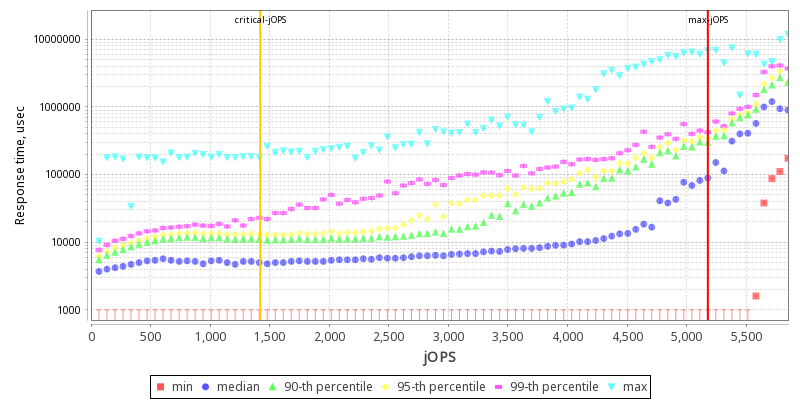 critical-jOPS
max-jOPS
Response time, usec
10000000
1000000
100000
10000
1000
0
500
1,000
1,500
2,000
2,500
3,000
3,500
4,000
4,500
5,000
5,500
jOPS
min
median
90-th percentile
95-th percentile
99-th percentile
max